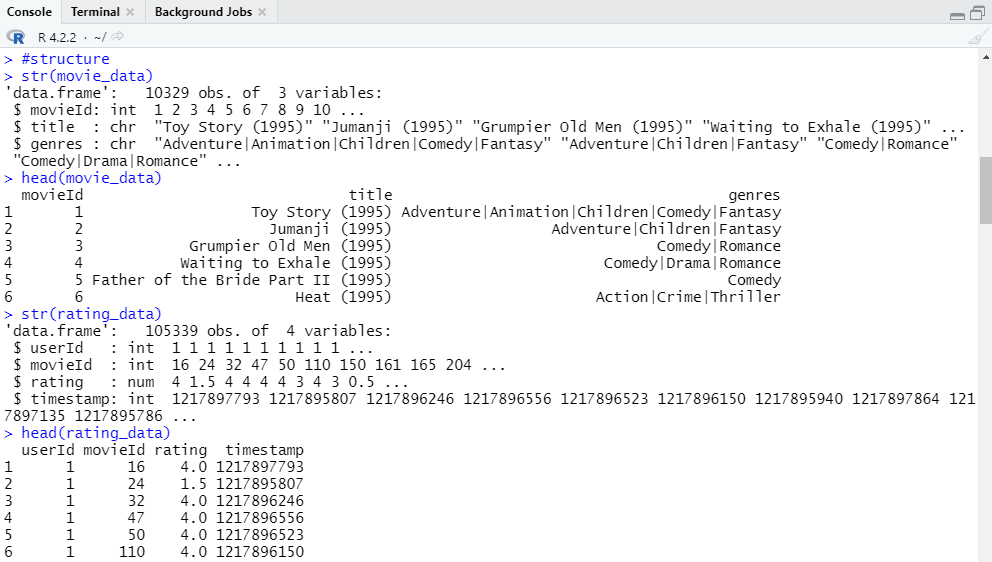 Console Terminal Background Jobs
R 4.2.2 · ~/
> #structure
> str(movie_data)
'data.frame':   10329 obs. of  3 variables:
 $ movieId: int  1 2 3 4 5 6 7 8 9 10 ...
 $ title  : chr  "Toy Story (1995)" "Jumanji (1995)" "Grumpier Old Men (1995)" "Waiting to Exhale (1995)" ...
 $ genres : chr  "Adventure|Animation|Children|Comedy|Fantasy" "Adventure|Children|Fantasy" "Comedy|Romance"
 "Comedy|Drama|Romance" ...
> head(movie_data)
  movieId                              title                                      genres
1       1                   Toy Story (1995) Adventure|Animation|Children|Comedy|Fantasy
2       2                     Jumanji (1995)                  Adventure|Children|Fantasy
3       3            Grumpier Old Men (1995)                              Comedy|Romance
4       4           Waiting to Exhale (1995)                        Comedy|Drama|Romance
5       5 Father of the Bride Part II (1995)                                      Comedy
6       6                        Heat (1995)                       Action|Crime|Thriller
> str(rating_data)
'data.frame':   105339 obs. of  4 variables:
 $ userId   : int  1 1 1 1 1 1 1 1 1 1 ...
 $ movieId  : int  16 24 32 47 50 110 150 161 165 204 ...
 $ rating   : num  4 1.5 4 4 4 4 3 4 3 0.5 ...
 $ timestamp: int  1217897793 1217895807 1217896246 1217896556 1217896523 1217896150 1217895940 1217897864 121
7897135 1217895786 ...
> head(rating_data)
  userId movieId rating  timestamp
1      1      16    4.0 1217897793
2      1      24    1.5 1217895807
3      1      32    4.0 1217896246
4      1      47    4.0 1217896556
5      1      50    4.0 1217896523
6      1     110    4.0 1217896150